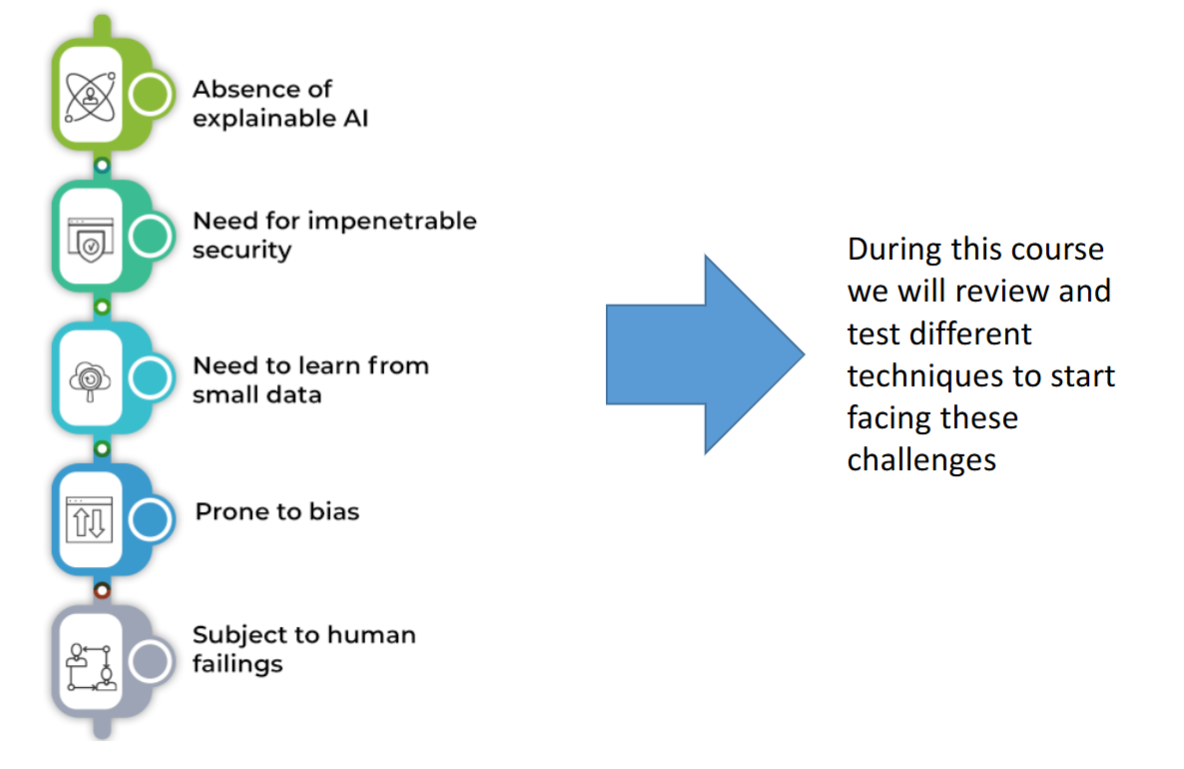 Absence of
explainable AI
Need for impenetrable
security
Need to learn from
small data
Prone to bias
Subject to human
failings
During this course
we will review and
test different
techniques to start
facing these
challenges